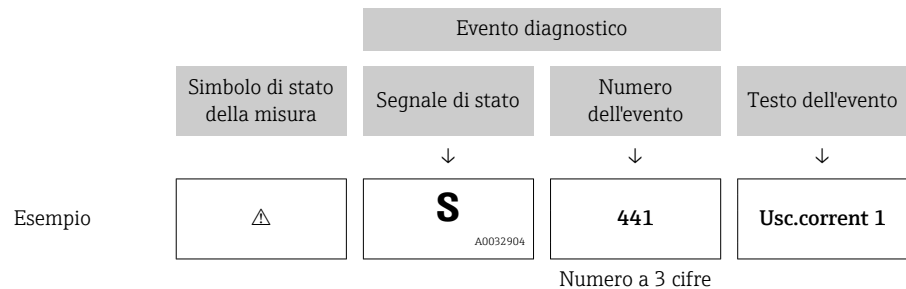 Evento diagnostico
Simbolo di stato
della misura
Segnale di stato
Numero
dell'evento
Testo dell'evento
↓ ↓ ↓
Esempio
⚠
S
A0032904
441
Usc.corrent 1
Numero a 3 cifre